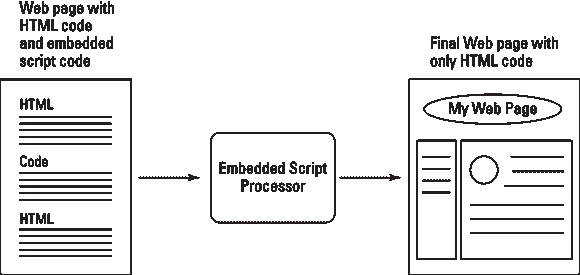 Web page with
HTML code
and embedded
script code
HTML
Code
HTML
Embedded Script
Processor
Final Web page with
only HTML code
My Web Page